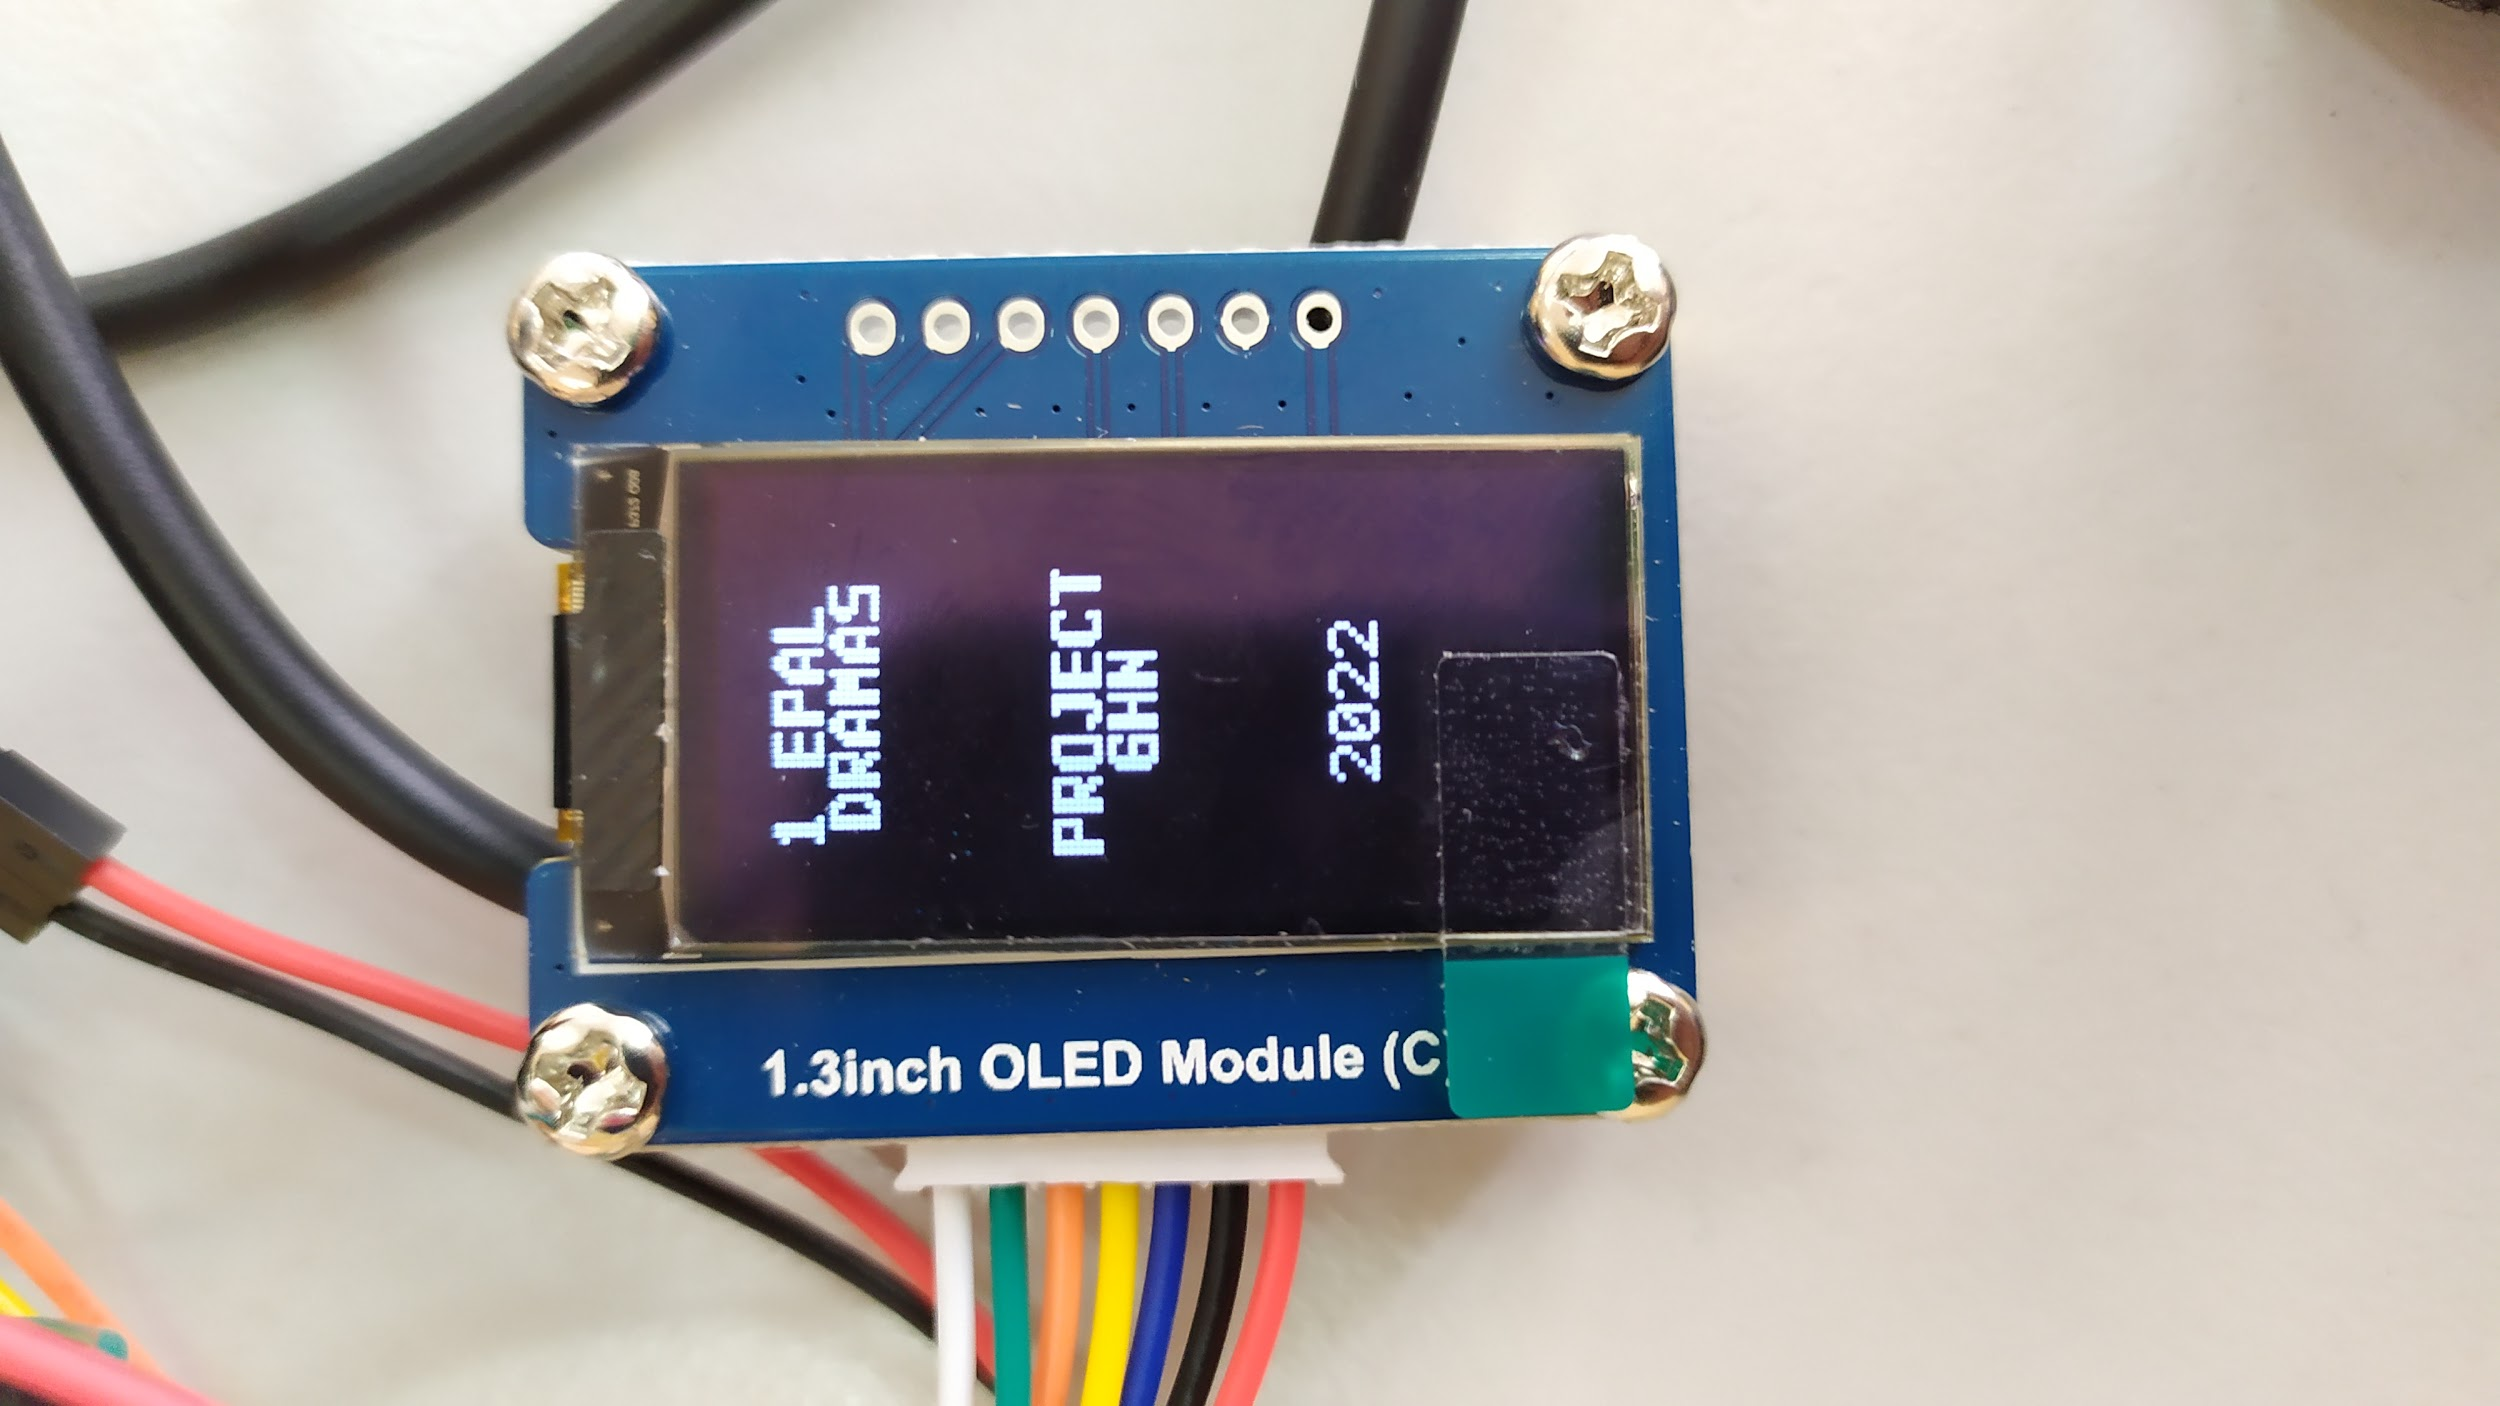 1 EPAL
DRAMAS
PROJECT
GHN
2022
1.3inch OLED Module (C)